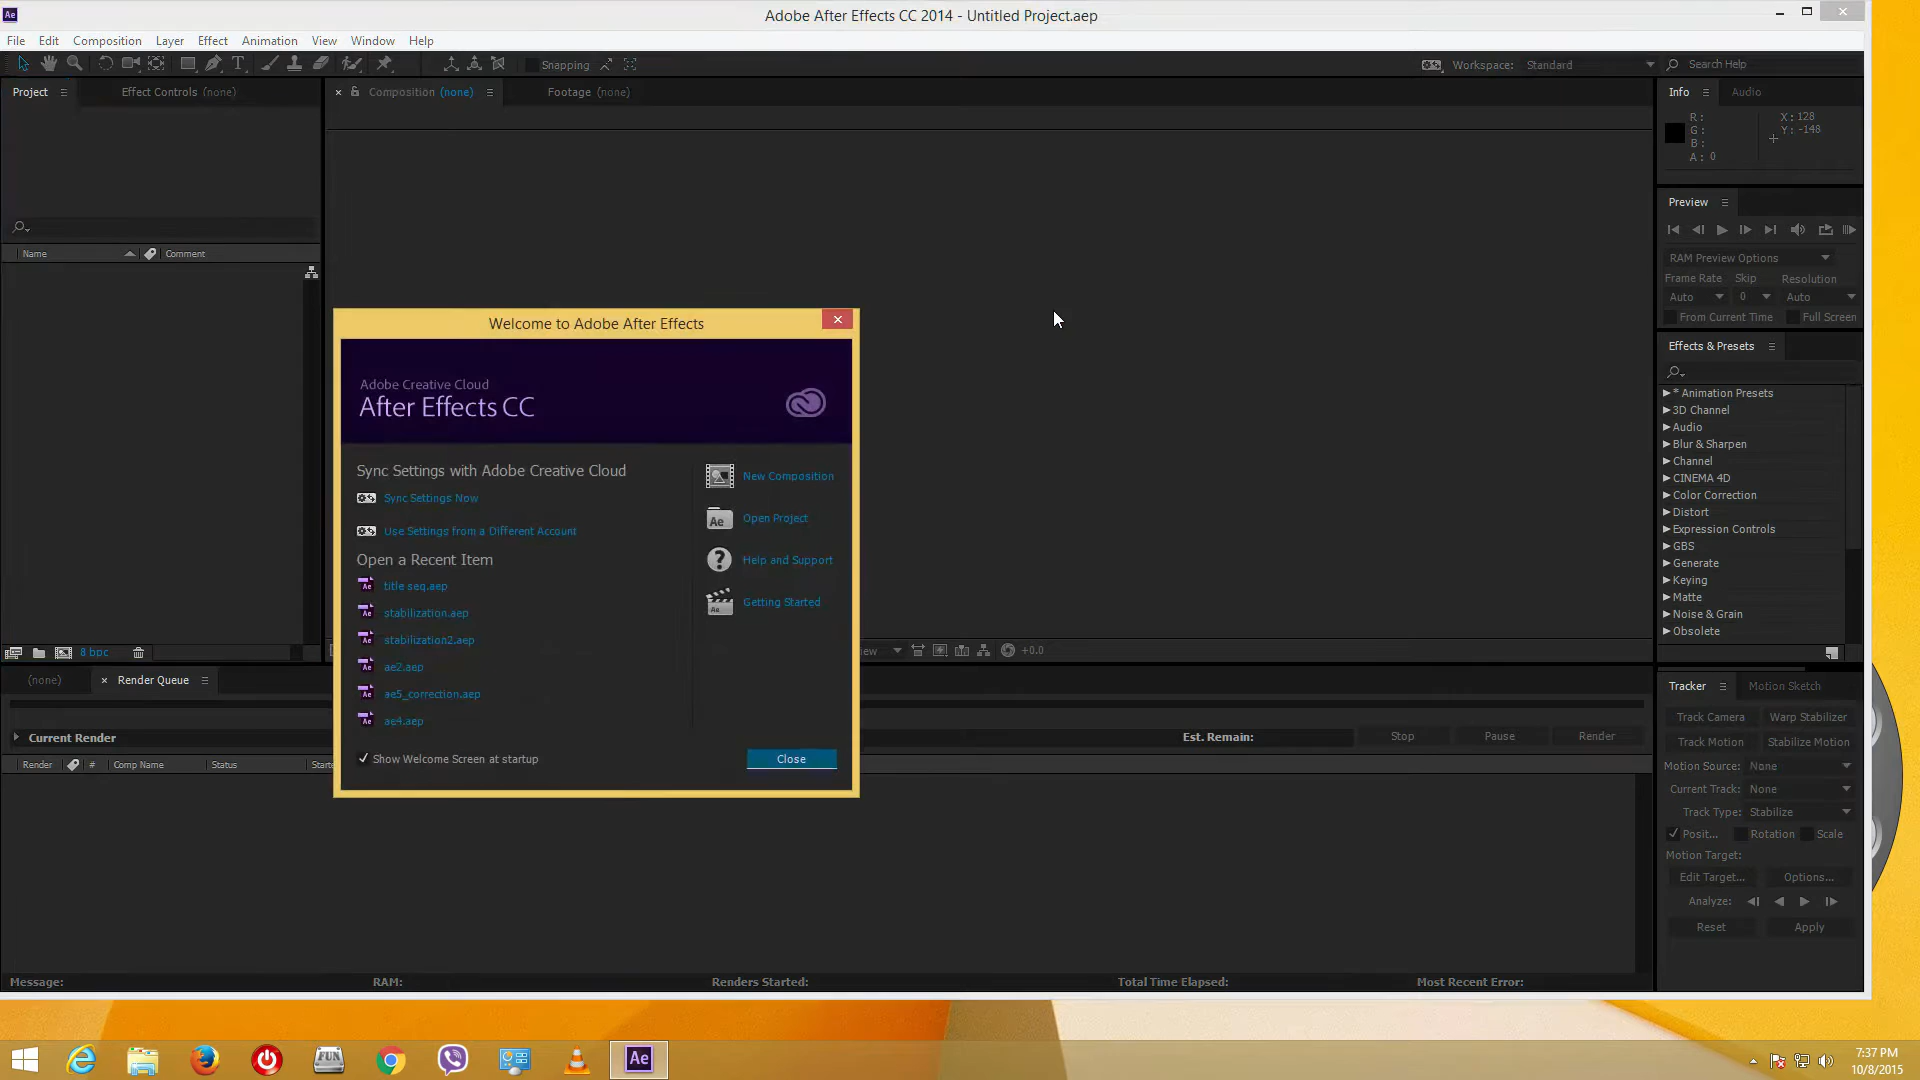 Ae
Adobe After Effects CC 2014 - Untitled Project.aep
File Edit Composition Layer Effect Animation View Window Help
Snapping
Workspace: Standard
Search Help
Project
Effect Controls (none)
Composition (none)
Footage (none)
Info
Audio
R:
G:
B:
A: 0
X: 128
Y: -148
Name
Comment
8 bpc
Preview
RAM Preview Options
Frame Rate Skip Resolution
Auto 0 Auto
From Current Time Full Screen
Effects & Presets
* Animation Presets
3D Channel
Audio
Blur & Sharpen
Channel
CINEMA 4D
Color Correction
Distort
Expression Controls
GBS
Generate
Keying
Matte
Noise & Grain
Obsolete
Welcome to Adobe After Effects
Adobe Creative Cloud
After Effects CC
Sync Settings with Adobe Creative Cloud
Sync Settings Now
Use Settings from a Different Account
Open a Recent Item
title seq.aep
stabilization.aep
stabilization2.aep
ae2.aep
ae5_correction.aep
ae4.aep
New Composition
Ae Open Project
Help and Support
Ae Getting Started
Show Welcome Screen at startup
Close
+0.0
(none)
Render Queue
Current Render
Est. Remain:
Stop Pause Render
Render # Comp Name Status
Message: RAM: Renders Started: Total Time Elapsed: Most Recent Error:
Tracker
Motion Sketch
Track Camera Warp Stabilizer
Track Motion Stabilize Motion
Motion Source: None
Current Track: None
Track Type: Stabilize
Posit... Rotation Scale
Motion Target:
Edit Target... Options...
Analyze:
Reset Apply
FUN
Ae
7:37 PM
10/8/2015